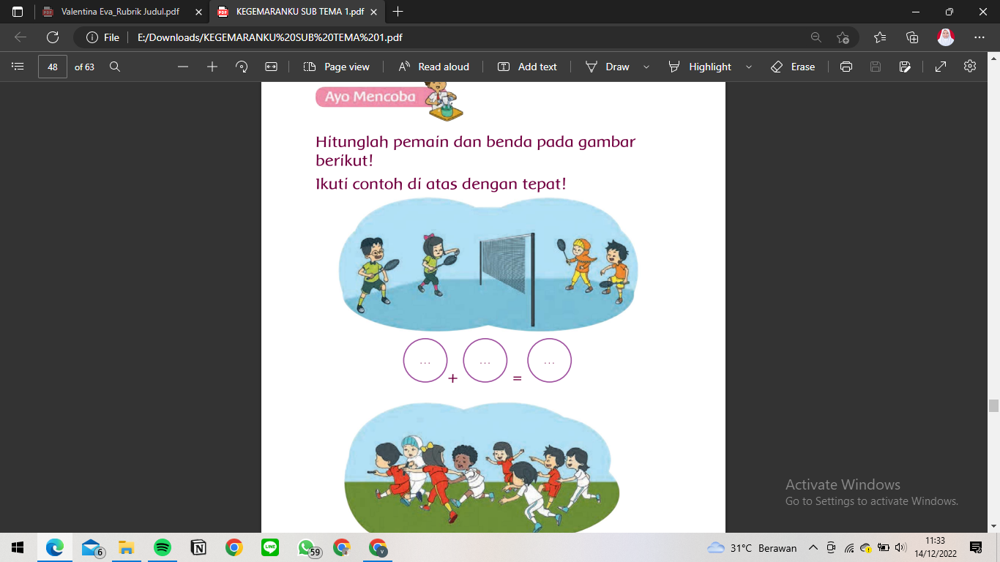 Valentina Eva_Rubrik Judul.pdf
KEGEMARANKU SUB TEMA 1.pdf
File
E:/Downloads/KEGEMARANKU%20SUB%20TEMA%201.pdf
48 of 63
Page view
Read aloud
Add text
Draw
Highlight
Erase
Ayo Mencoba
Hitunglah pemain dan benda pada gambar
berikut!
Ikuti contoh di atas dengan tepat!
... + ... = ...
Activate Windows
Go to Settings to activate Windows.
6
59
31°C Berawan
11:33
14/12/2022